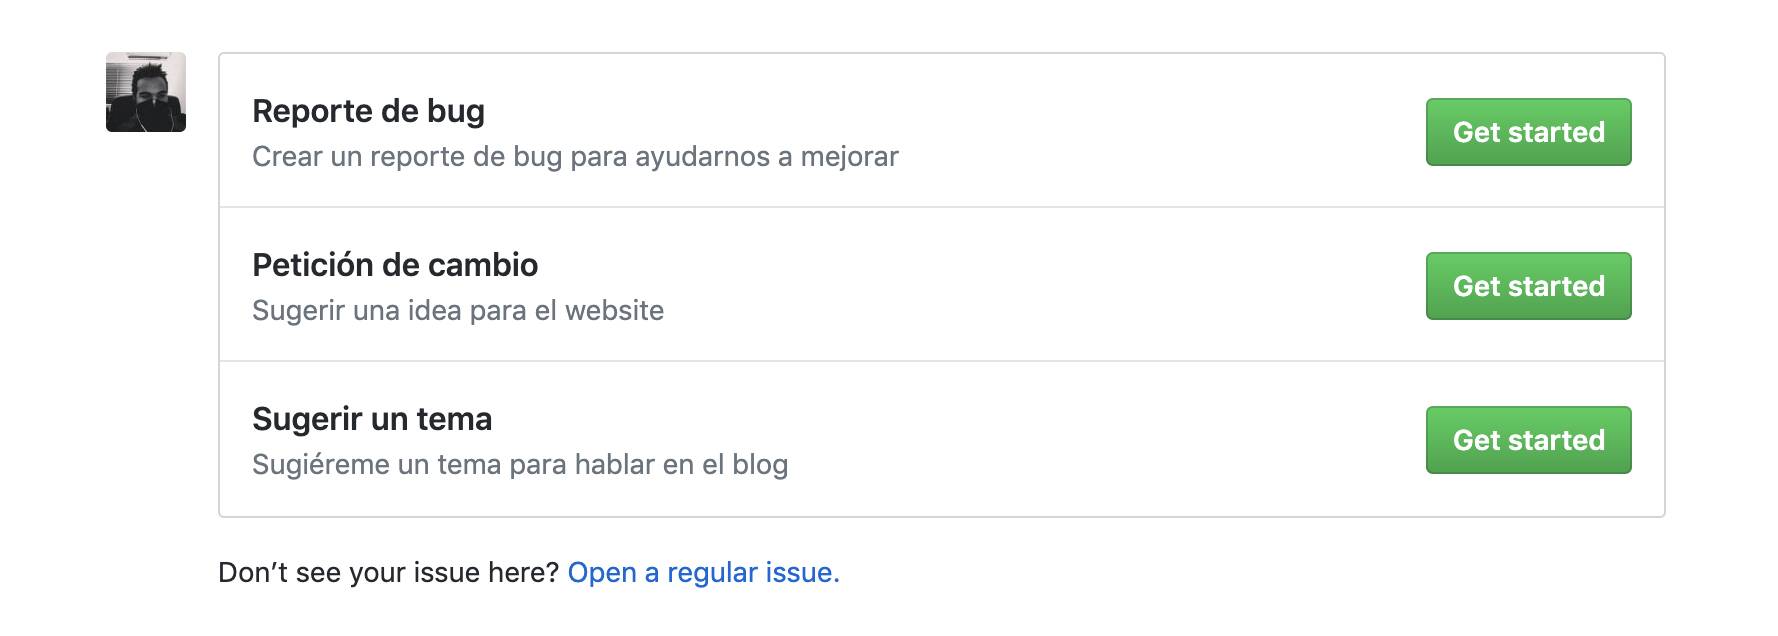 Reporte de bug
Crear un reporte de bug para ayudarnos a mejorar
Get started
Petición de cambio
Sugerir una idea para el website
Get started
Sugerir un tema
Sugiéreme un tema para hablar en el blog
Get started
Don’t see your issue here? Open a regular issue.